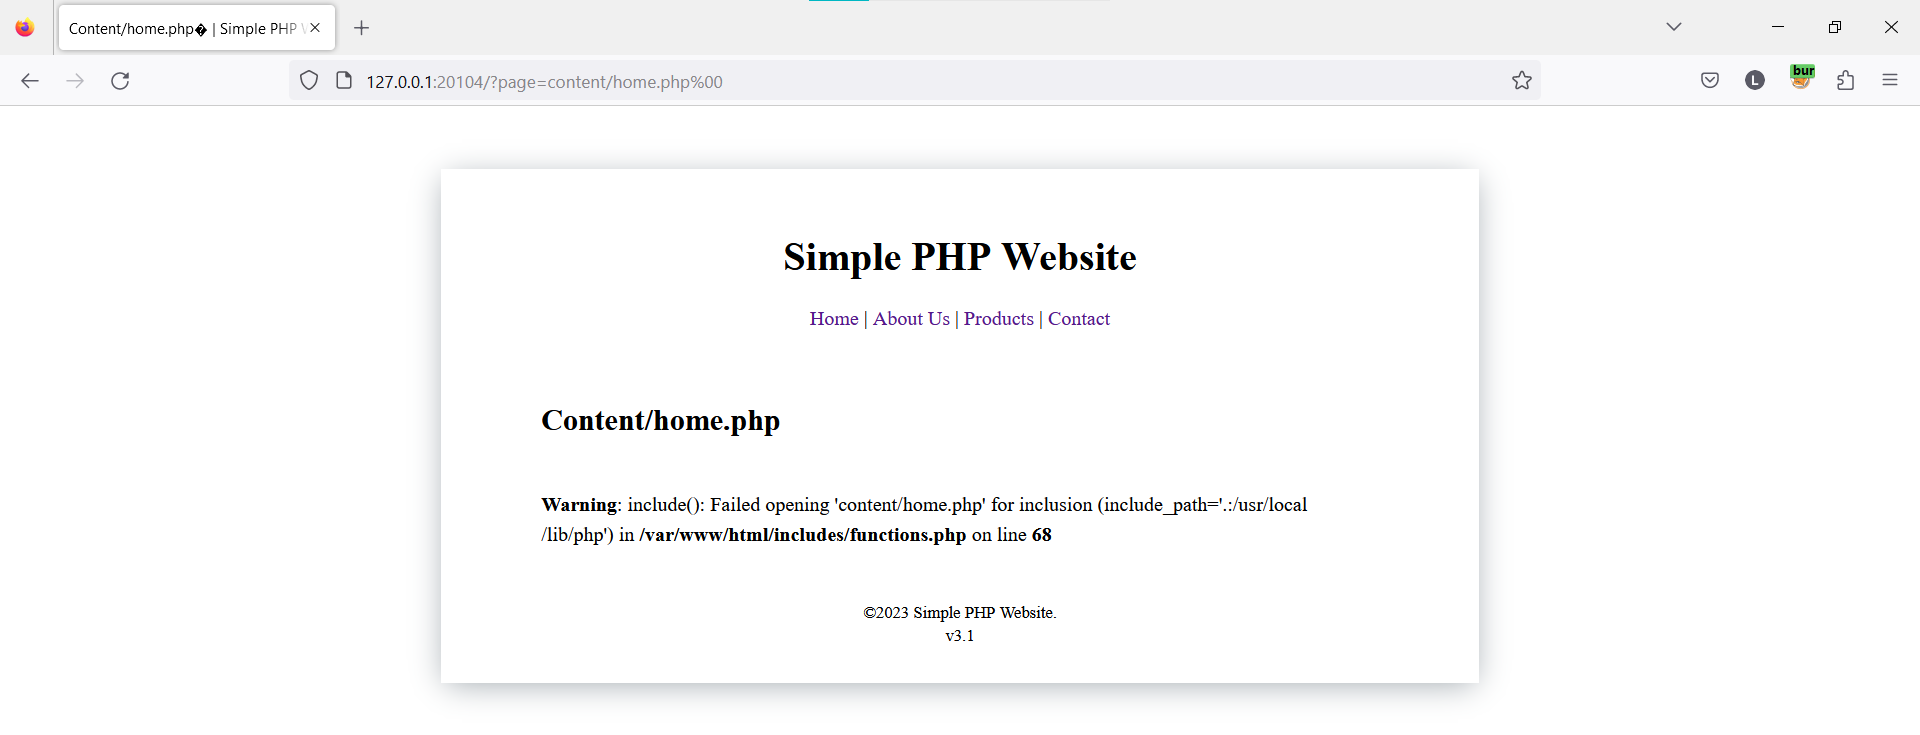 Content/home.php� | Simple PHP W
127.0.0.1:20104/?page=content/home.php%00
L
bur
Simple PHP Website
Home | About Us | Products | Contact
Content/home.php
Warning: include(): Failed opening 'content/home.php' for inclusion (include_path='.:/usr/local
/lib/php') in /var/www/html/includes/functions.php on line 68
©2023 Simple PHP Website.
v3.1